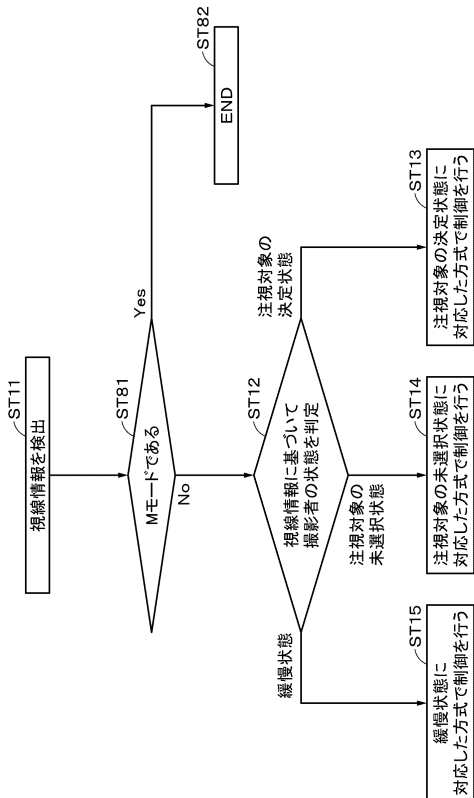 ST11
視線情報を検出
ST81
Mモードである
Yes
No
ST82
END
ST12
視線情報に基づいて
撮影者の状態を判定
緩慢状態
注視対象の
未選択状態
注視対象の
決定状態
ST15
緩慢状態に
対応した方式で制御を行う
ST14
注視対象の未選択状態に
対応した方式で制御を行う
ST13
注視対象の決定状態に
対応した方式で制御を行う